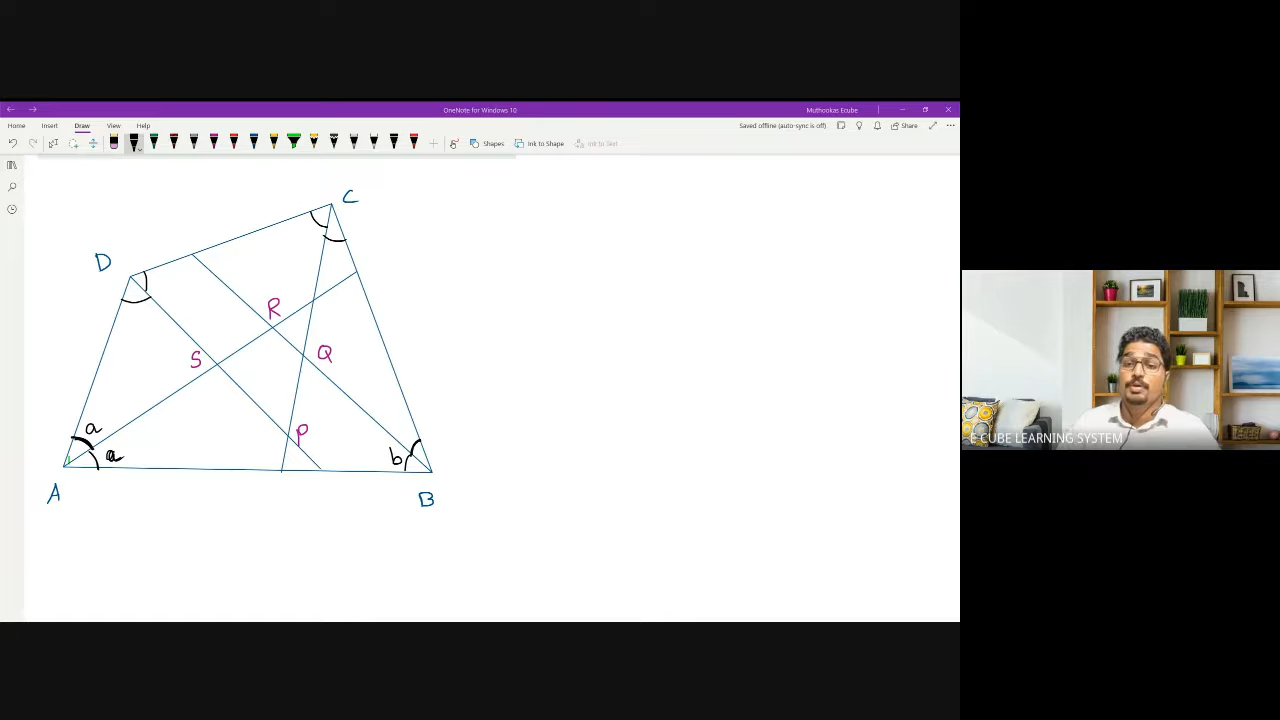 OneNote for Windows 10
Muthookas Ecube
Home Insert Draw View Help
Saved offline (auto-sync is off)
Share
Shapes
Ink to Shape
Ink to Text
C
D
R
Q
S
P
a
a
b
A
B
E CUBE LEARNING SYSTEM